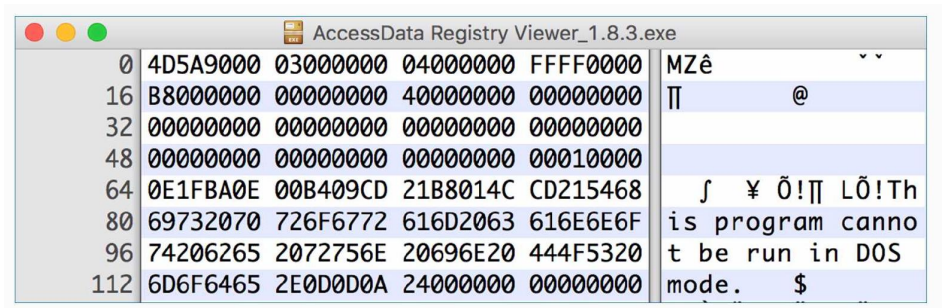 AccessData Registry Viewer_1.8.3.exe
0 4D5A9000 03000000 04000000 FFFF0000 MZê ˇˇ
16 B8000000 00000000 40000000 00000000 ∏ @
32 00000000 00000000 00000000 00000000
48 00000000 00000000 00000000 00010000
64 0E1FBA0E 00B409CD 21B8014C CD215468 ∫ ¥ Õ!∏ LÕ!Th
80 69732070 726F6772 616D2063 616E6E6F is program canno
96 74206265 2072756E 20696E20 444F5320 t be run in DOS
112 6D6F6465 2E0D0D0A 24000000 00000000 mode. $